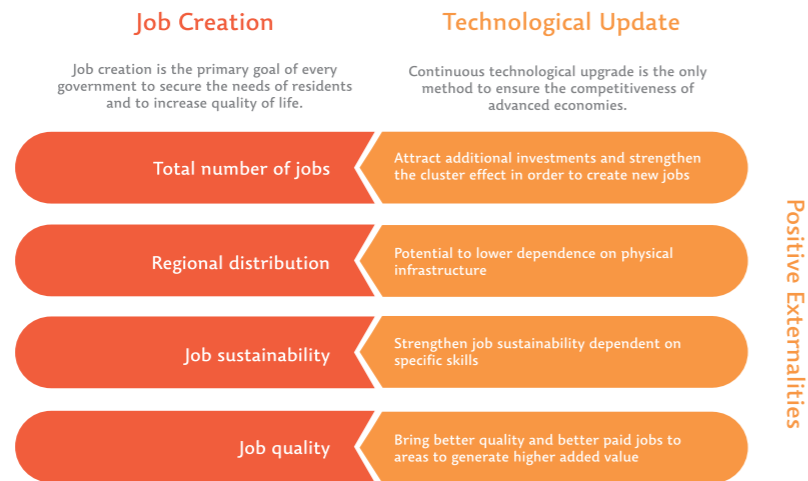 Job Creation
Technological Update
Job creation is the primary goal of every
government to secure the needs of residents
and to increase quality of life.
Continuous technological upgrade is the only
method to ensure the competitiveness of
advanced economies.
Total number of jobs
Attract additional investments and strengthen
the cluster effect in order to create new jobs
Regional distribution
Potential to lower dependence on physical
infrastructure
Job sustainability
Strengthen job sustainability dependent on
specific skills
Job quality
Bring better quality and better paid jobs to
areas to generate higher added value
Positive Externalities